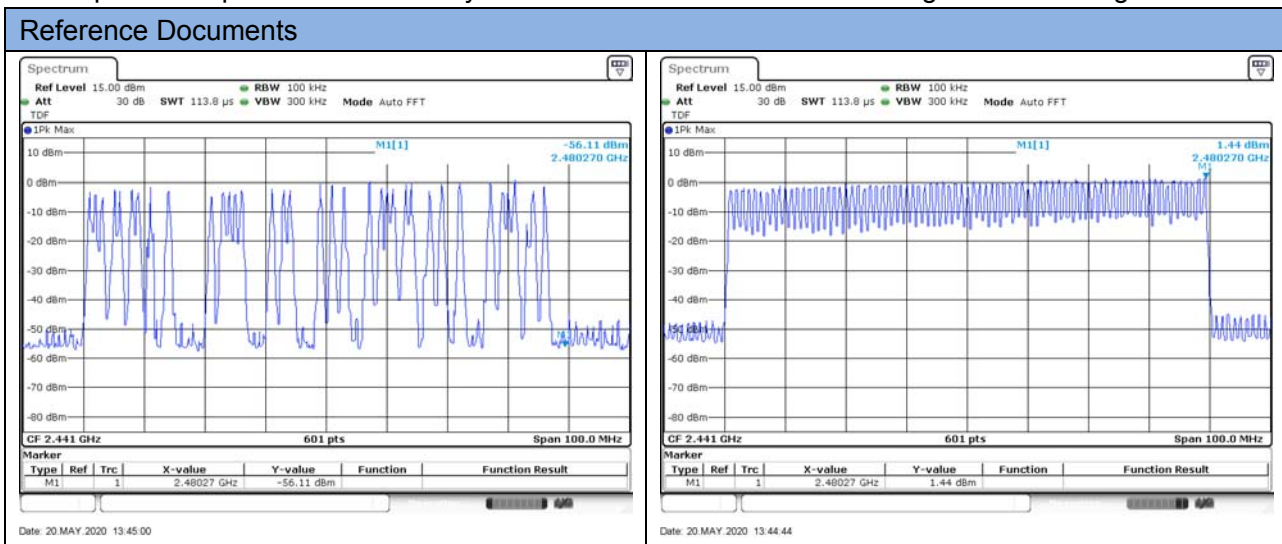 Reference Documents
Spectrum
Ref Level 15.00 dBm RBW 100 kHz
Att 30 dB SWT 113.8 µs VBW 300 kHz Mode Auto FFT
TDF
1Pk Max
M1[1] -56.11 dBm
2.480270 GHz
10 dBm
0 dBm
-10 dBm
-20 dBm
-30 dBm
-40 dBm
-50 dBm
-60 dBm
-70 dBm
-80 dBm
CF 2.441 GHz 601 pts Span 100.0 MHz
Marker
Type Ref Trc X-value Y-value Function Function Result
M1 1 2.48027 GHz -56.11 dBm
Date: 20.MAY.2020 13:45:00
Spectrum
Ref Level 15.00 dBm RBW 100 kHz
Att 30 dB SWT 113.8 µs VBW 300 kHz Mode Auto FFT
TDF
1Pk Max
M1[1] 1.44 dBm
2.480270 GHz
M1
10 dBm
0 dBm
-10 dBm
-20 dBm
-30 dBm
-40 dBm
-60 dBm
-70 dBm
-80 dBm
CF 2.441 GHz 601 pts Span 100.0 MHz
Marker
Type Ref Trc X-value Y-value Function Function Result
M1 1 2.48027 GHz 1.44 dBm
Date: 20.MAY.2020 13:44:44